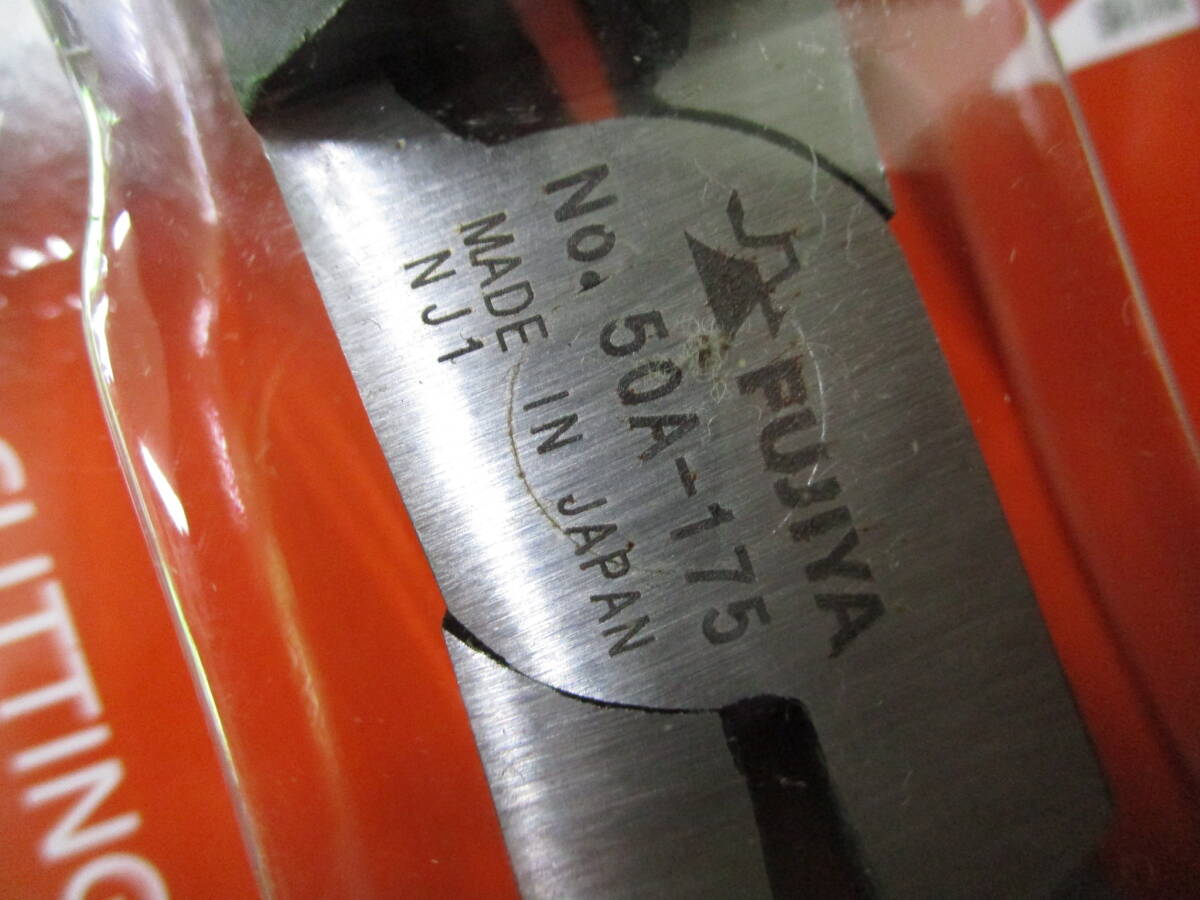 FUJIYA
No. 50A-175
MADE IN JAPAN
NJ1
CUTTING